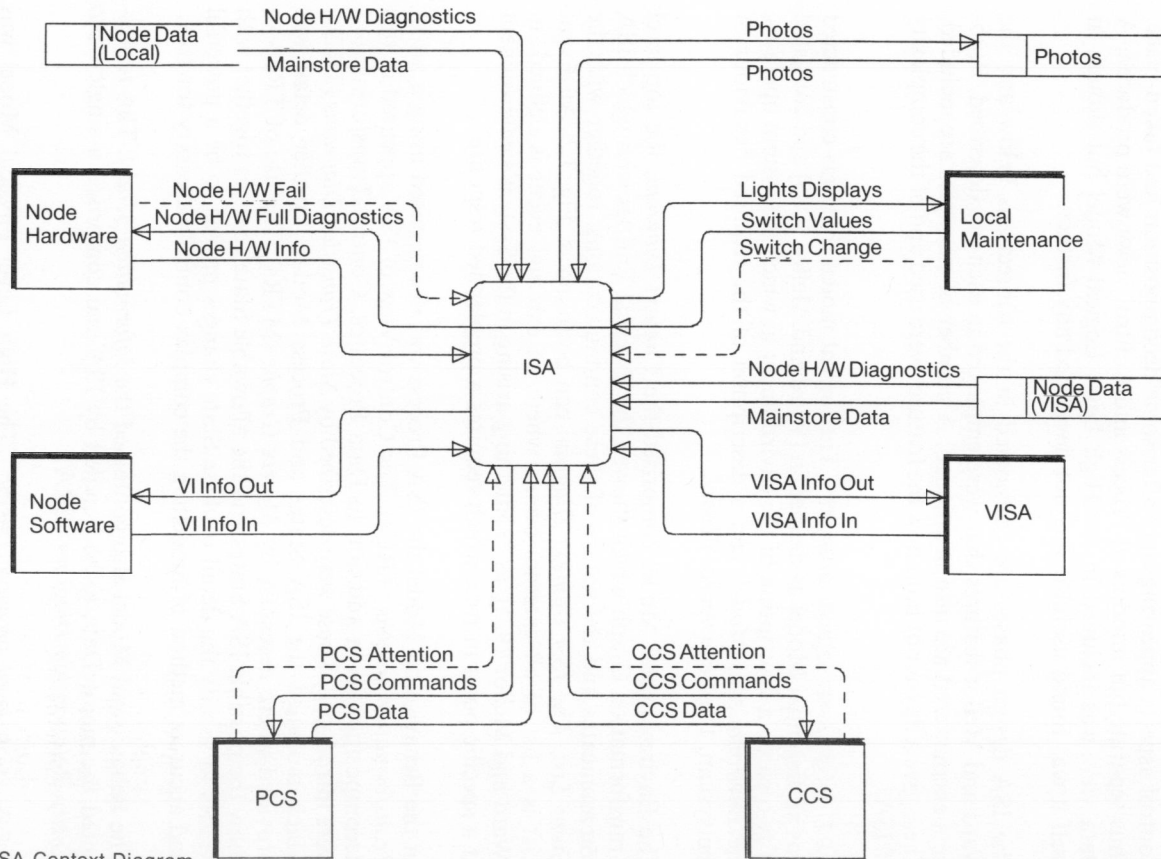 Node H/W Diagnostics
Node Data
(Local)
Mainstore Data
Photos
Photos
Photos
Node
Hardware
Node H/W Fail
Node H/W Full Diagnostics
Node H/W Info
Lights Displays
Switch Values
Switch Change
Local
Maintenance
ISA
Node H/W Diagnostics
Mainstore Data
Node Data
(VISA)
Node
Software
VI Info Out
VI Info In
VISA Info Out
VISA Info In
VISA
PCS Attention
PCS Commands
PCS Data
CCS Attention
CCS Commands
CCS Data
PCS
CCS
SA Context Diagram